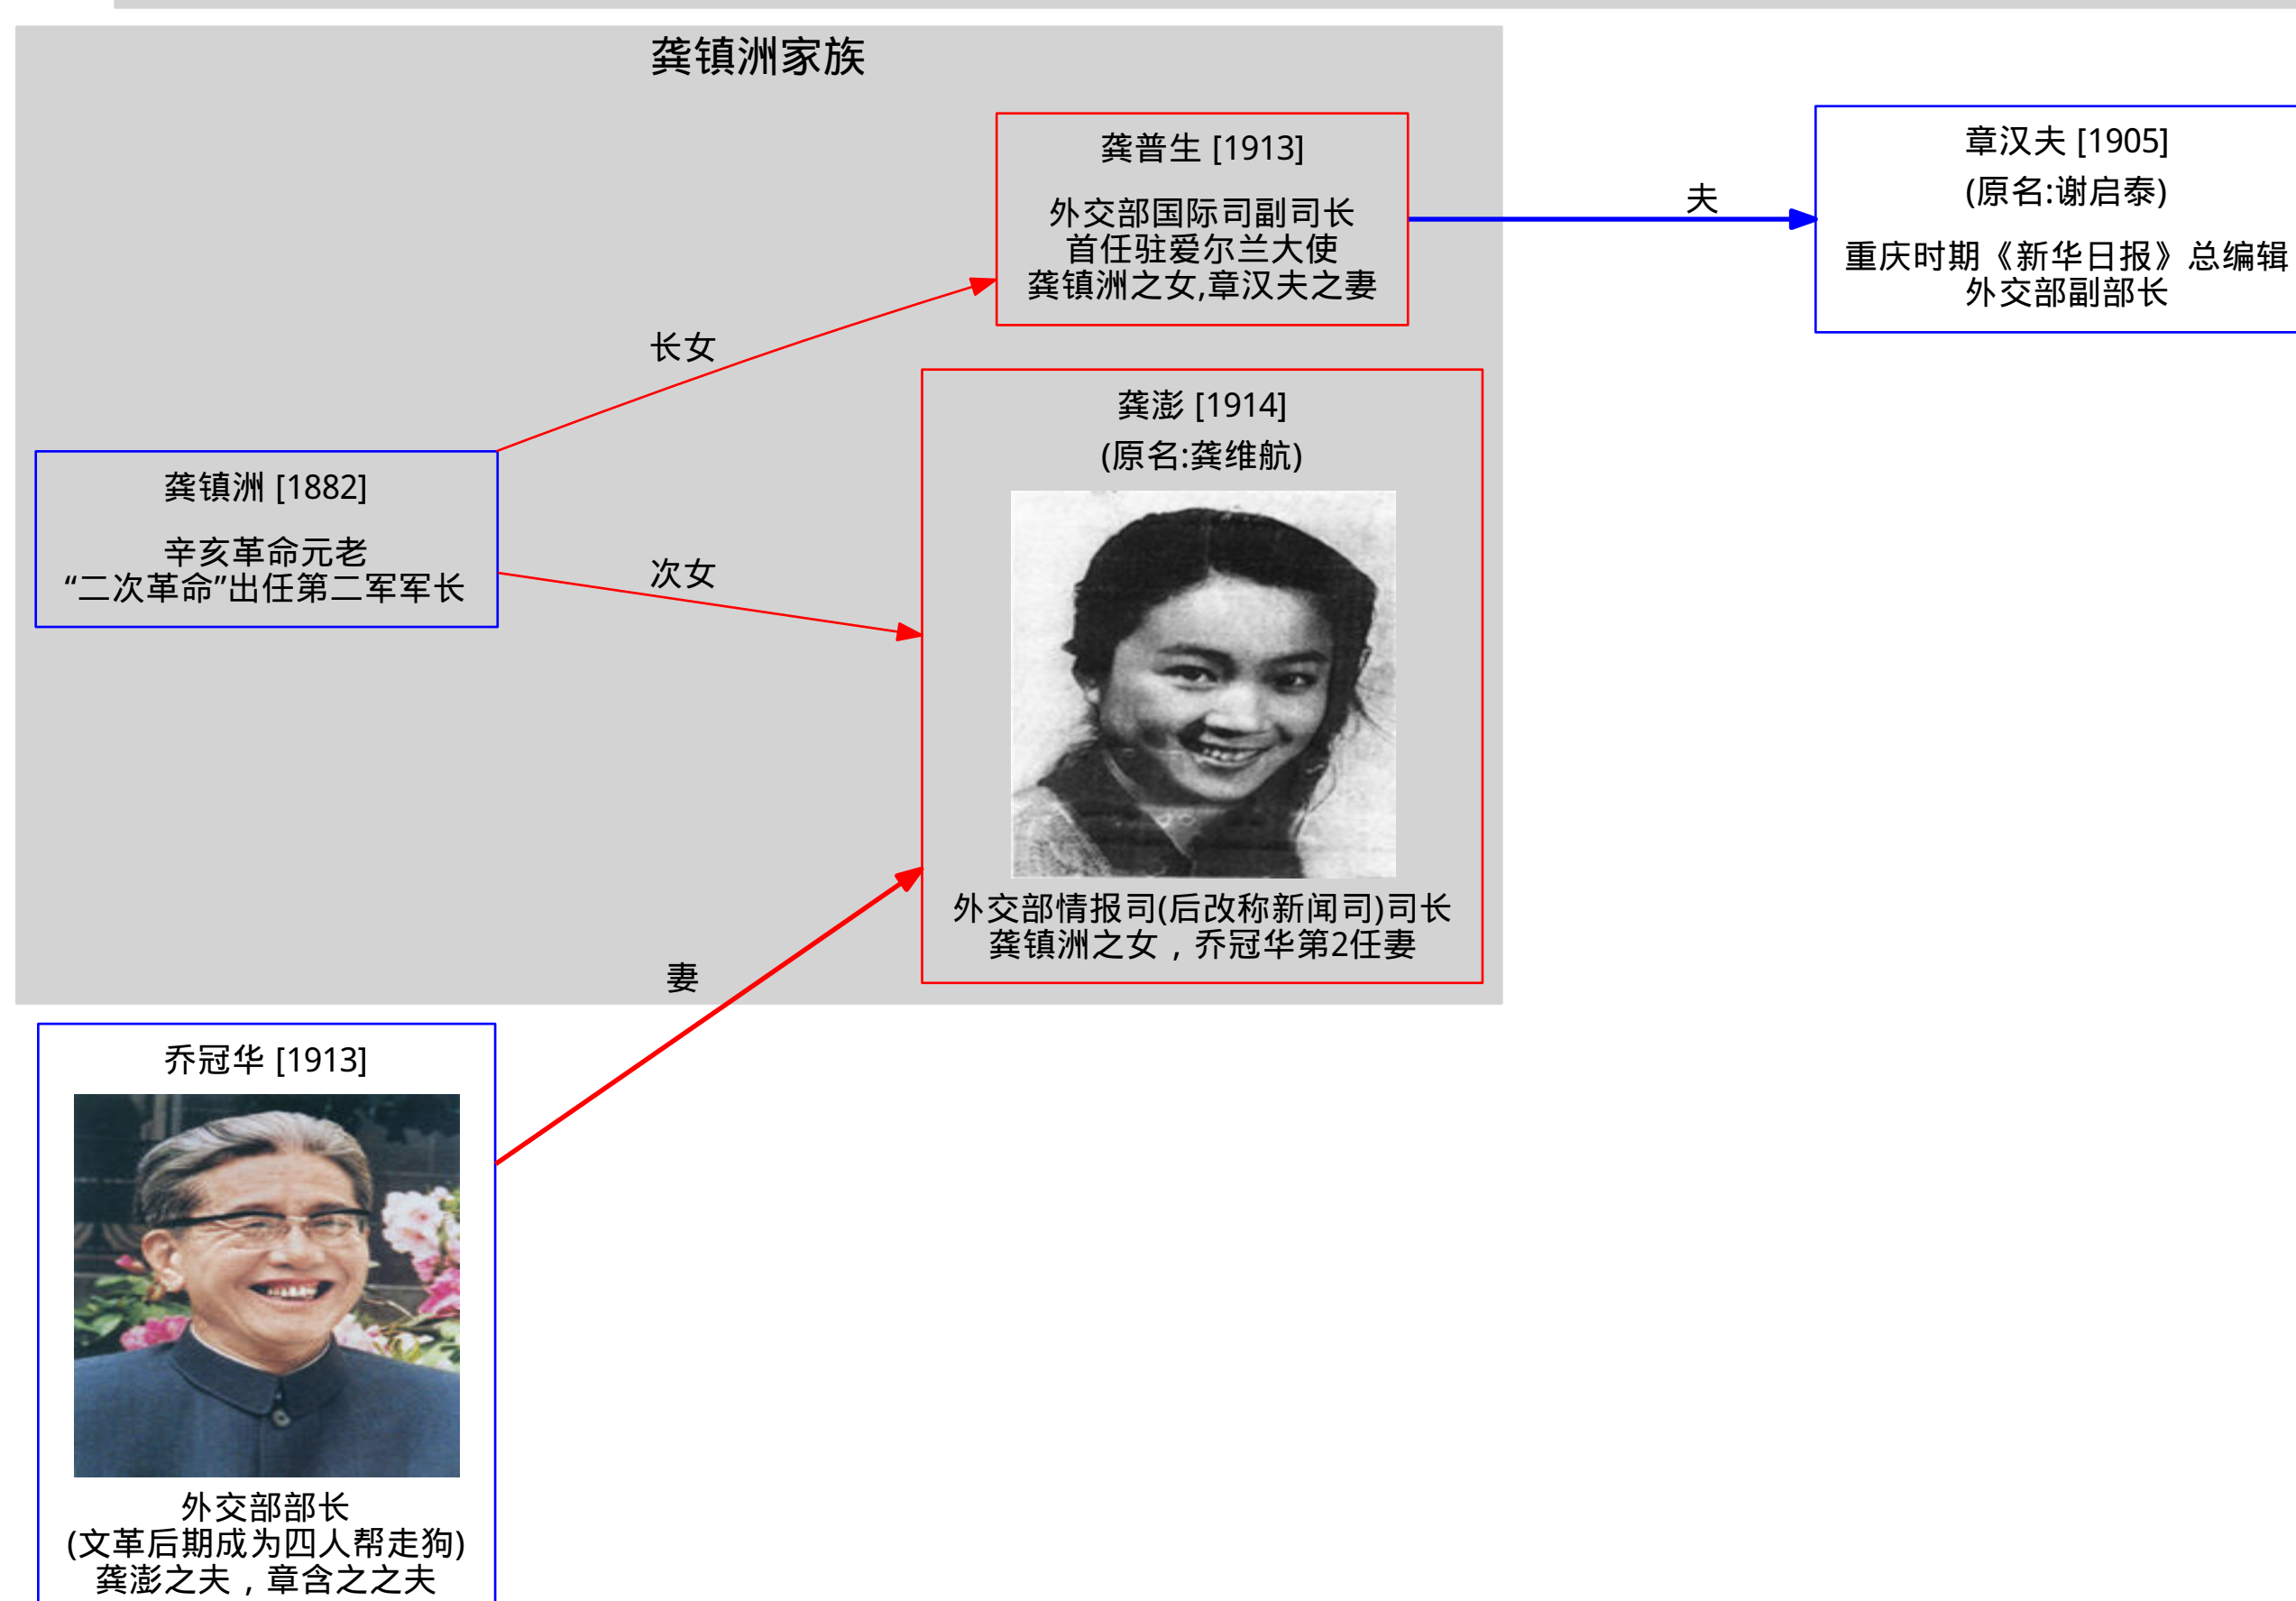 龚镇洲家族
龚普生 [1913]
外交部国际司副司长
首任驻爱尔兰大使
龚镇洲之女,章汉夫之妻
夫
章汉夫 [1905]
(原名:谢启泰)
重庆时期《新华日报》总编辑
外交部副部长
长女
龚镇洲 [1882]
辛亥革命元老
“二次革命”出任第二军军长
次女
龚澎 [1914]
(原名:龚维航)
外交部情报司(后改称新闻司)司长
龚镇洲之女，乔冠华第2任妻
妻
乔冠华 [1913]
外交部部长
(文革后期成为四人帮走狗)
龚澎之夫，章含之之夫